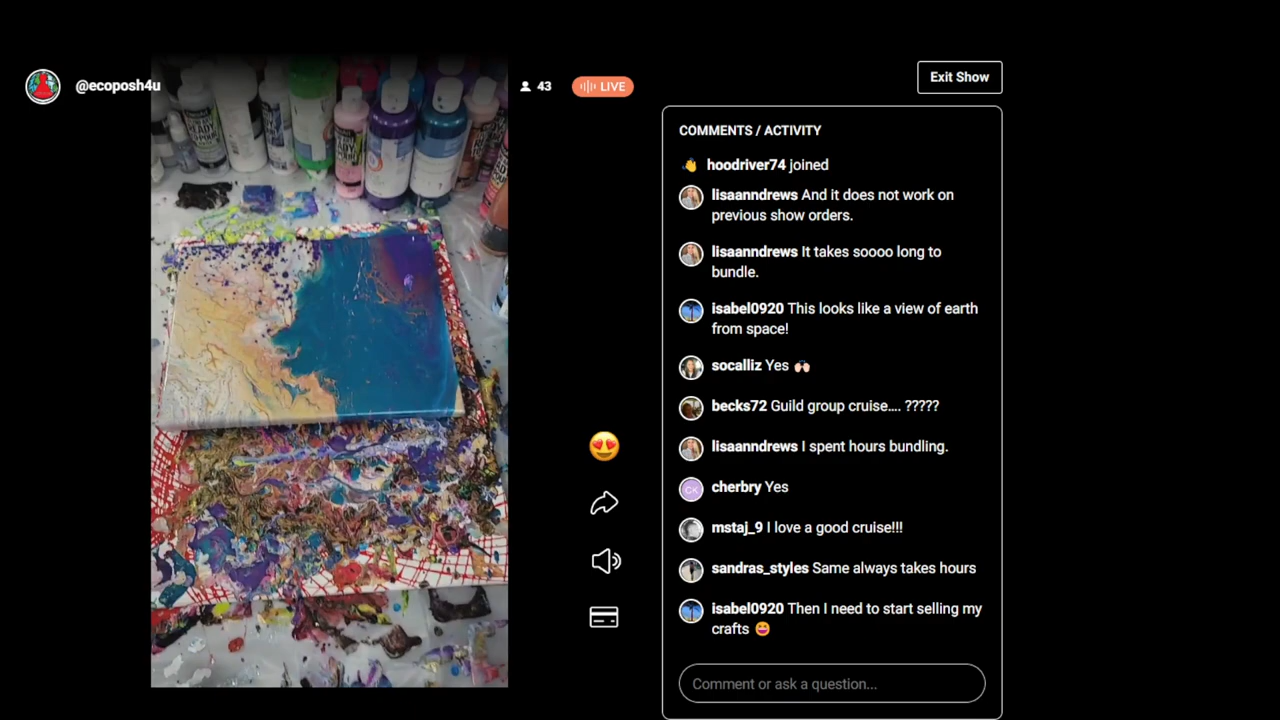 @ecoposh4u
43
LIVE
Exit Show
COMMENTS / ACTIVITY
hoodriver74 joined
lisaanndrews And it does not work on
previous show orders.
lisaanndrews It takes soooo long to
bundle.
isabel0920 This looks like a view of earth
from space!
socalliz Yes
becks72 Guild group cruise.... ?????
lisaanndrews I spent hours bundling.
CK
cherbry Yes
mstaj_9 I love a good cruise!!!
sandras_styles Same always takes hours
isabel0920 Then I need to start selling my
crafts
Comment or ask a question...
READY